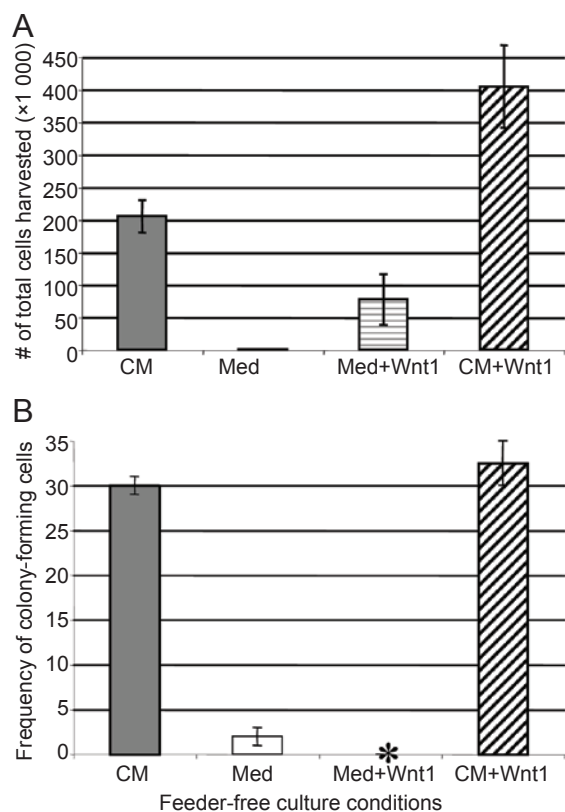 A
# of total cells harvested (×1 000)
450
400
350
300
250
200
150
100
50
0
CM Med Med+Wnt1 CM+Wnt1
B
Frequency of colony-forming cells
35
30
25
20
15
10
5
0
*
CM Med Med+Wnt1 CM+Wnt1
Feeder-free culture conditions